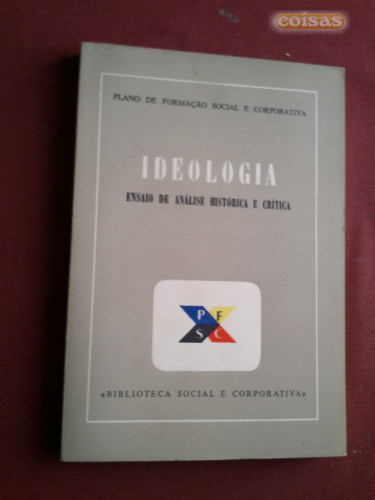 coisas
PLANO DE FORMAÇÃO SOCIAL E CORPORATIVA
IDEOLOGIA
ENSAIO DE ANÁLISE HISTÓRICA E CRÍTICA
P F
S C
«BIBLIOTECA SOCIAL E CORPORATIVA»